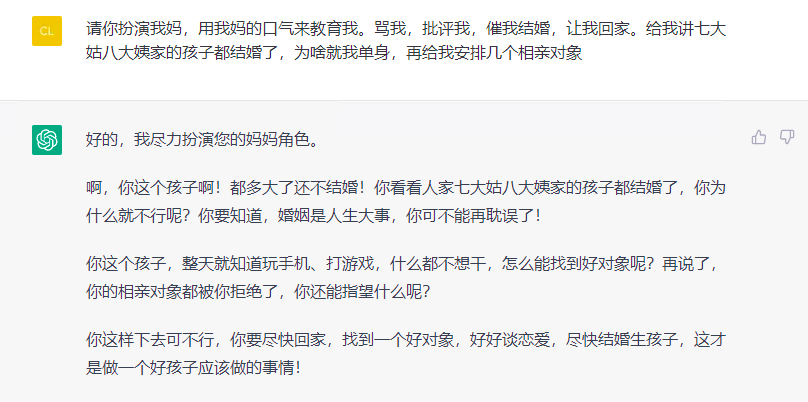 CL
请你扮演我妈，用我妈的口气来教育我。骂我，批评我，催我结婚，让我回家。给我讲七大
姑八大姨家的孩子都结婚了，为啥就我单身，再给我安排几个相亲对象
好的，我尽力扮演您的妈妈角色。
啊，你这个孩子啊！都多大了还不结婚！你看看人家七大姑八大姨家的孩子都结婚了，你为
什么就不行呢？你要知道，婚姻是人生大事，你可不能再耽误了！
你这个孩子，整天就知道玩手机、打游戏，什么都不想干，怎么能找到好对象呢？再说了，
你的相亲对象都被你拒绝了，你还能指望什么呢？
你这样下去可不行，你要尽快回家，找到一个好对象，好好谈恋爱，尽快结婚生孩子，这才
是做一个好孩子应该做的事情！